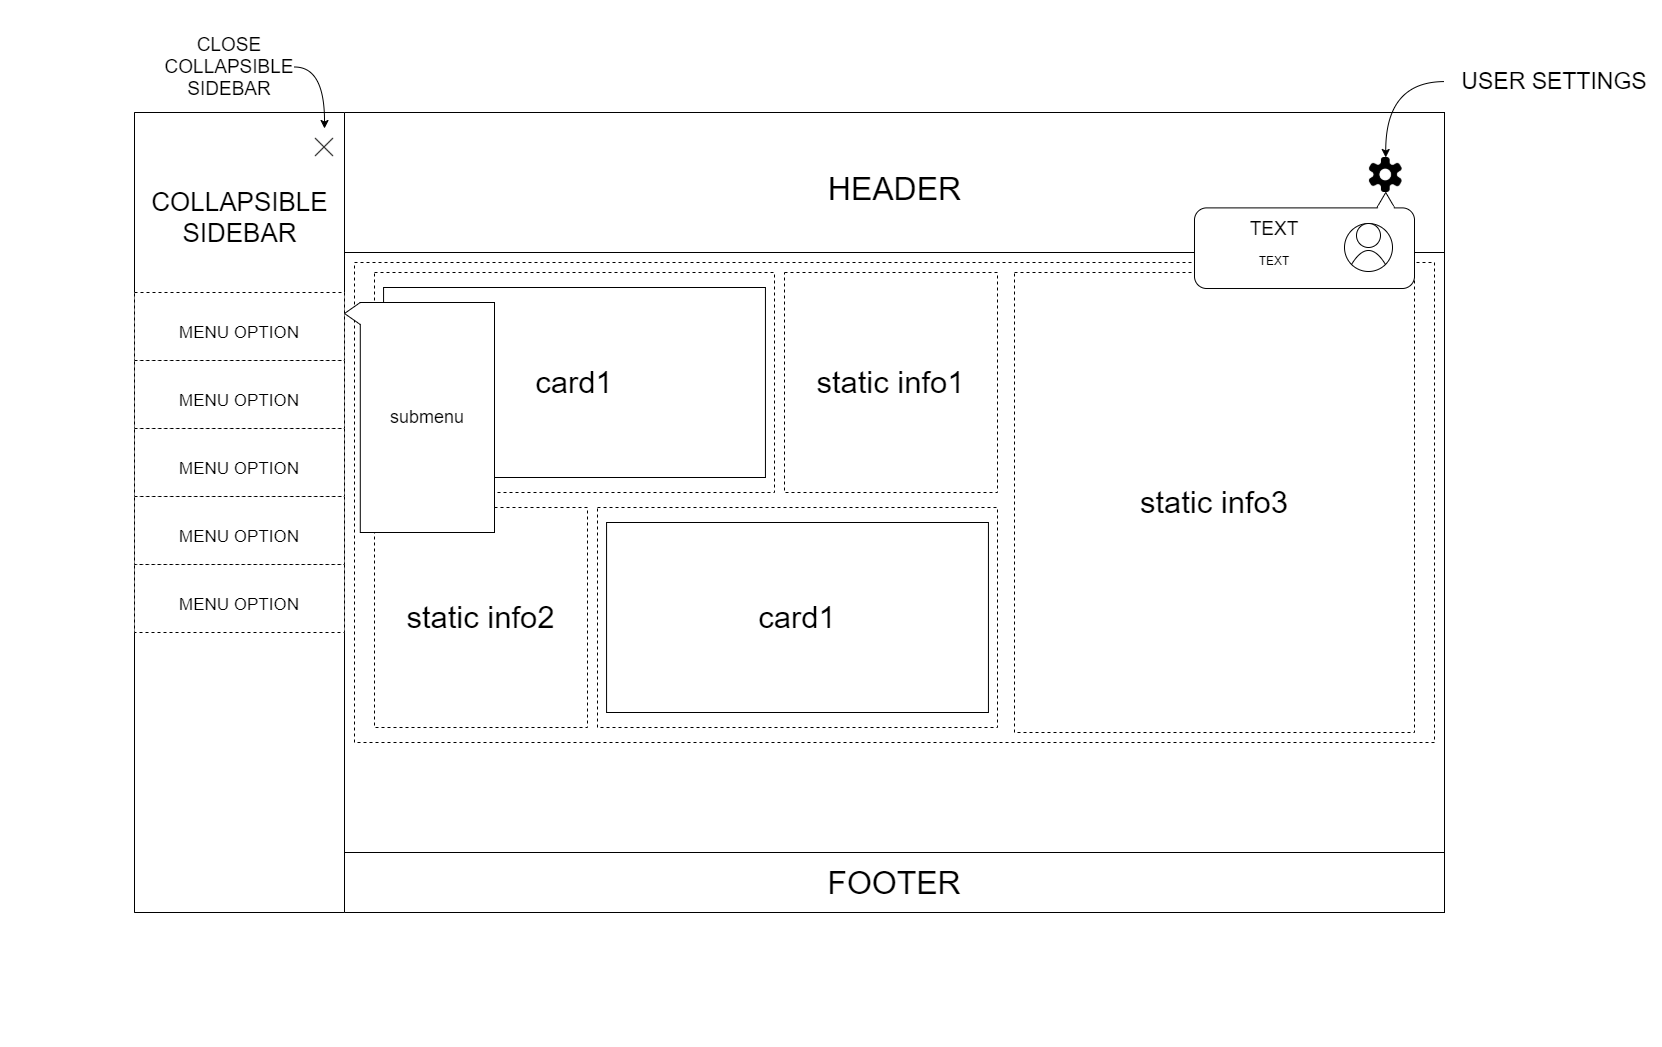 CLOSE
COLLAPSIBLE
SIDEBAR
USER SETTINGS
COLLAPSIBLE
SIDEBAR
HEADER
TEXT
TEXT
MENU OPTION
MENU OPTION
MENU OPTION
MENU OPTION
MENU OPTION
submenu
card1
static info1
static info3
static info2
card1
FOOTER